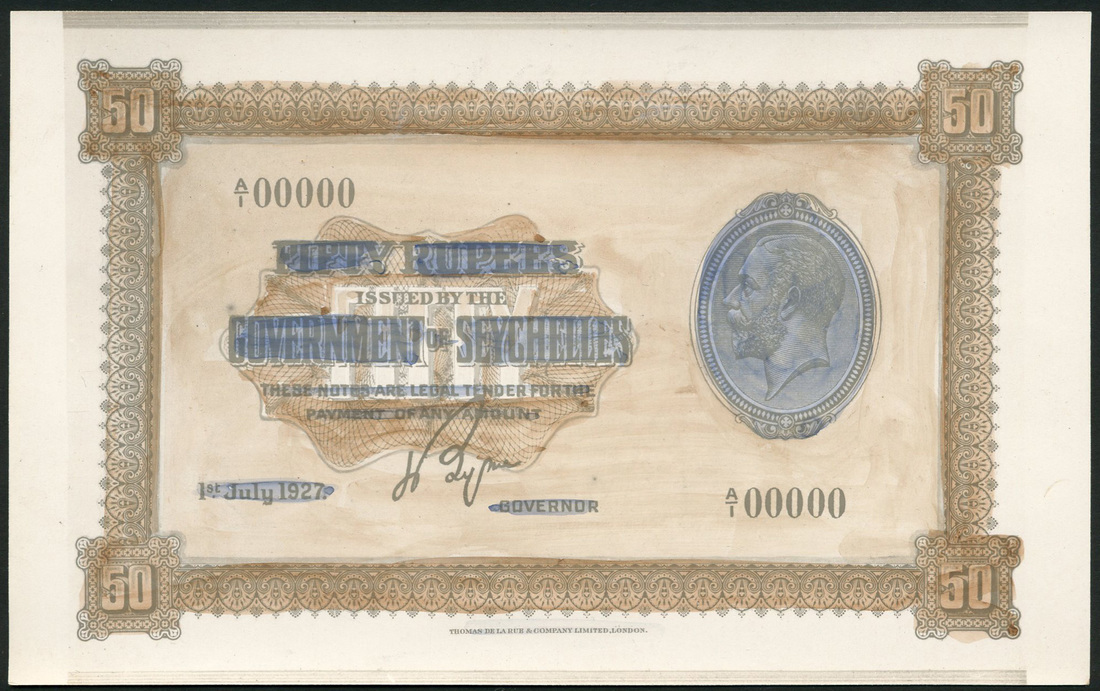 50 50
A/1 00000
FIFTY RUPEES
ISSUED BY THE
GOVERNMENT OF SEYCHELLES
THESE NOTES ARE LEGAL TENDER FOR THE
PAYMENT OF ANY AMOUNT
1st July 1927.
GOVERNOR
A/1 00000
50 50
THOMAS DE LA RUE & COMPANY LIMITED, LONDON.